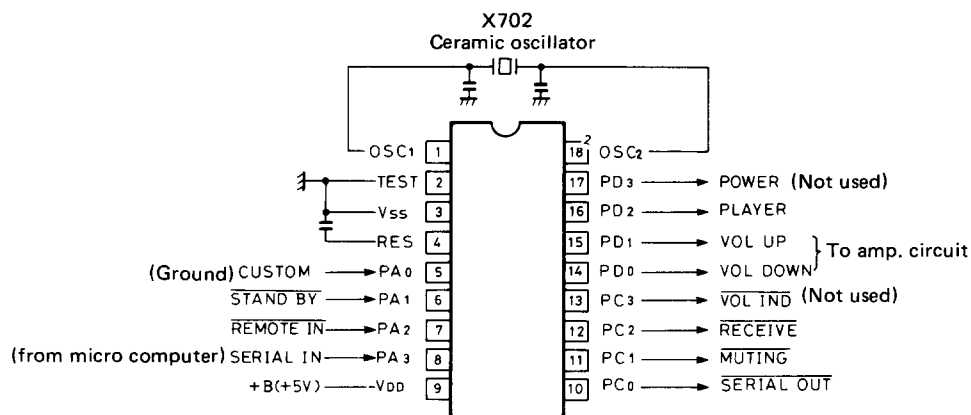 X702
Ceramic oscillator
OSC1 1 18 2 OSC2
TEST 2 17 PD3 POWER (Not used)
Vss 3 16 PD2 PLAYER
RES 4 15 PD1 VOL UP
To amp. circuit
(Ground) CUSTOM PA0 5 14 PD0 VOL DOWN
STAND BY PA1 6 13 PC3 VOL IND (Not used)
REMOTE IN PA2 7 12 PC2 RECEIVE
(from micro computer) SERIAL IN PA3 8 11 PC1 MUTING
+B(+5V) VDD 9 10 PC0 SERIAL OUT